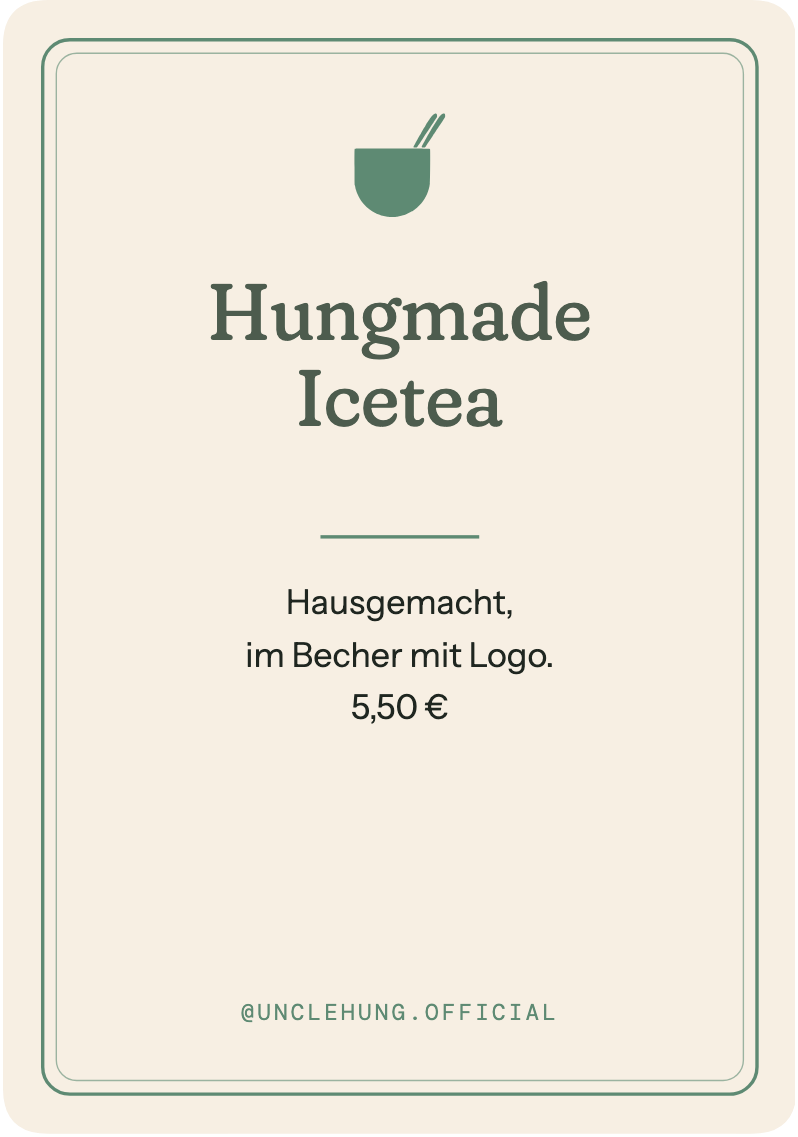 Hungmade
Icetea
Hausgemacht,
im Becher mit Logo.
5,50 €
@UNCLEHUNG.OFFICIAL